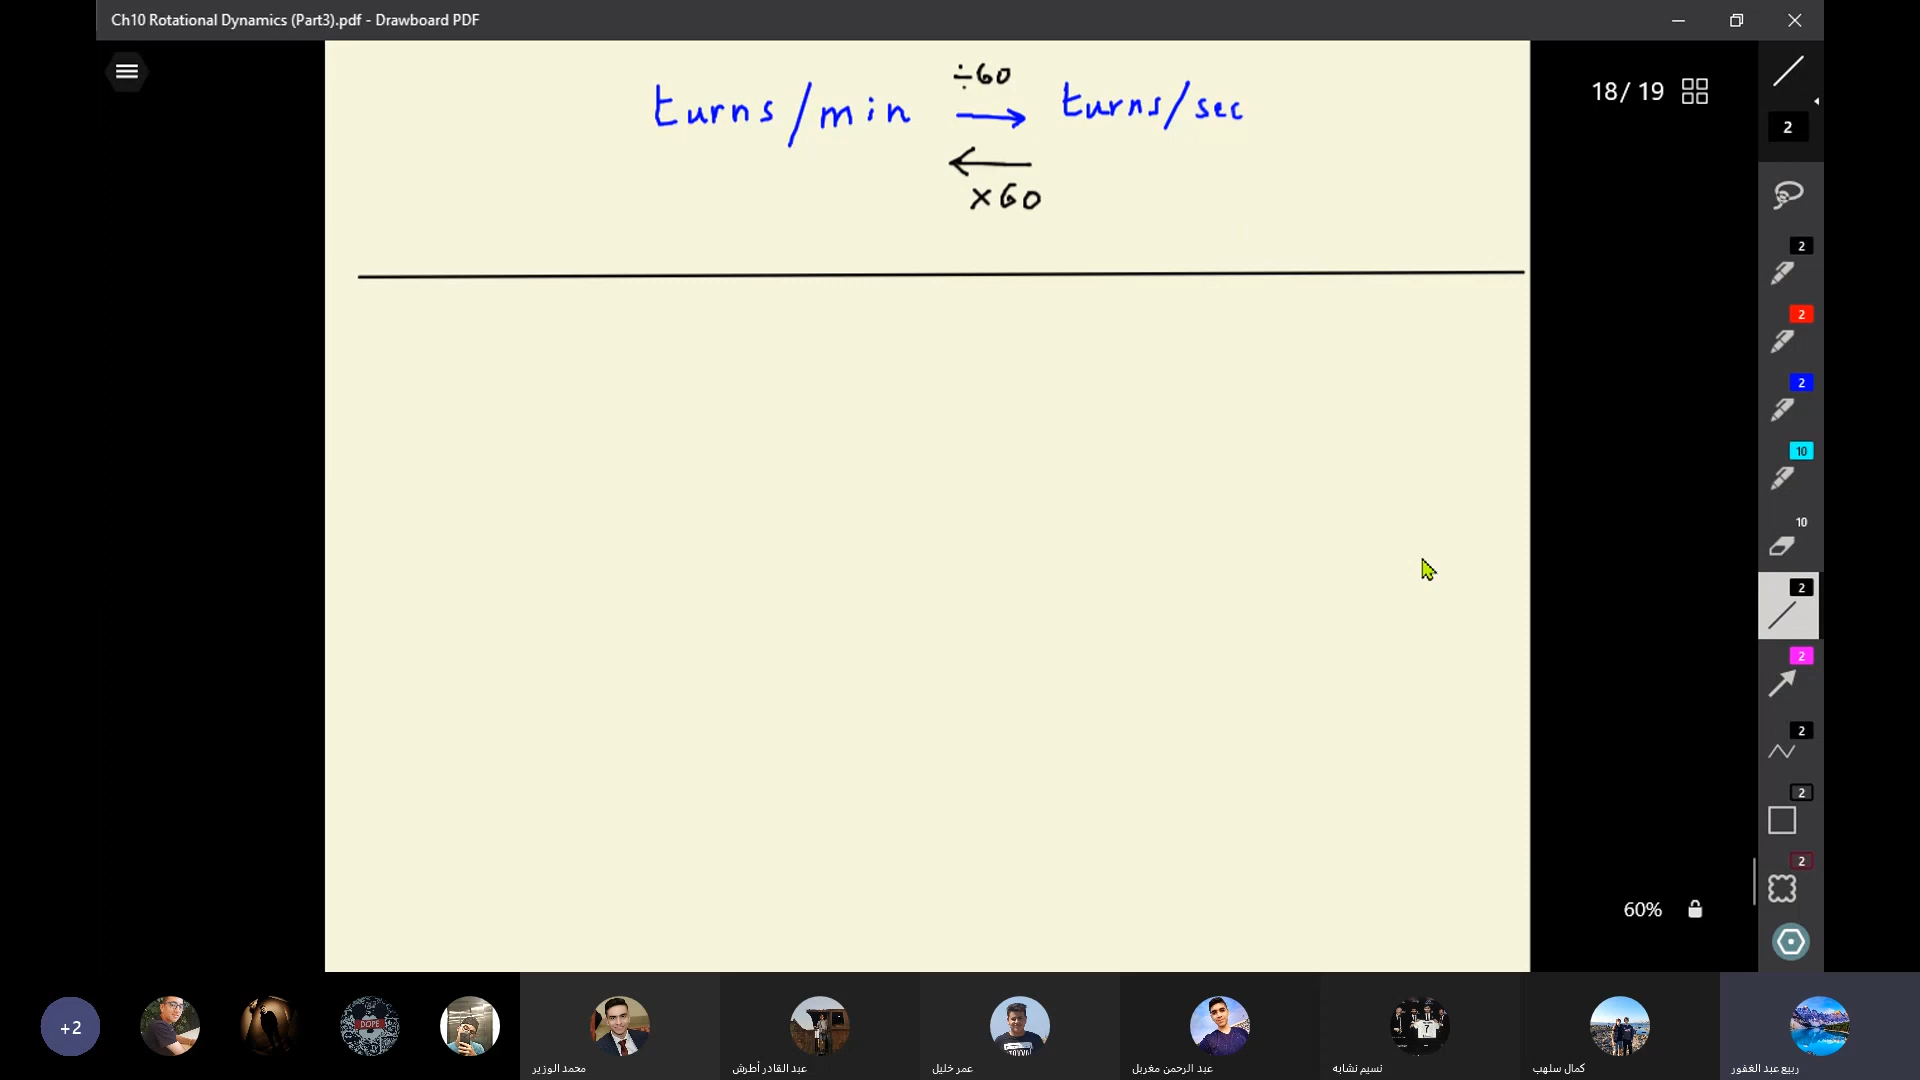 Ch10 Rotational Dynamics (Part3).pdf - Drawboard PDF
18/ 19
÷60
turns/min → turns/sec
←
×60
2
2
2
2
10
10
2
2
2
2
2
60%
+2
DOPE
7
محمد الوزير
عبد القادر أطرش
عمر خليل
عبد الرحمن مغربل
نسيم نشابه
كمال سلهب
ربيع عبد الغفور